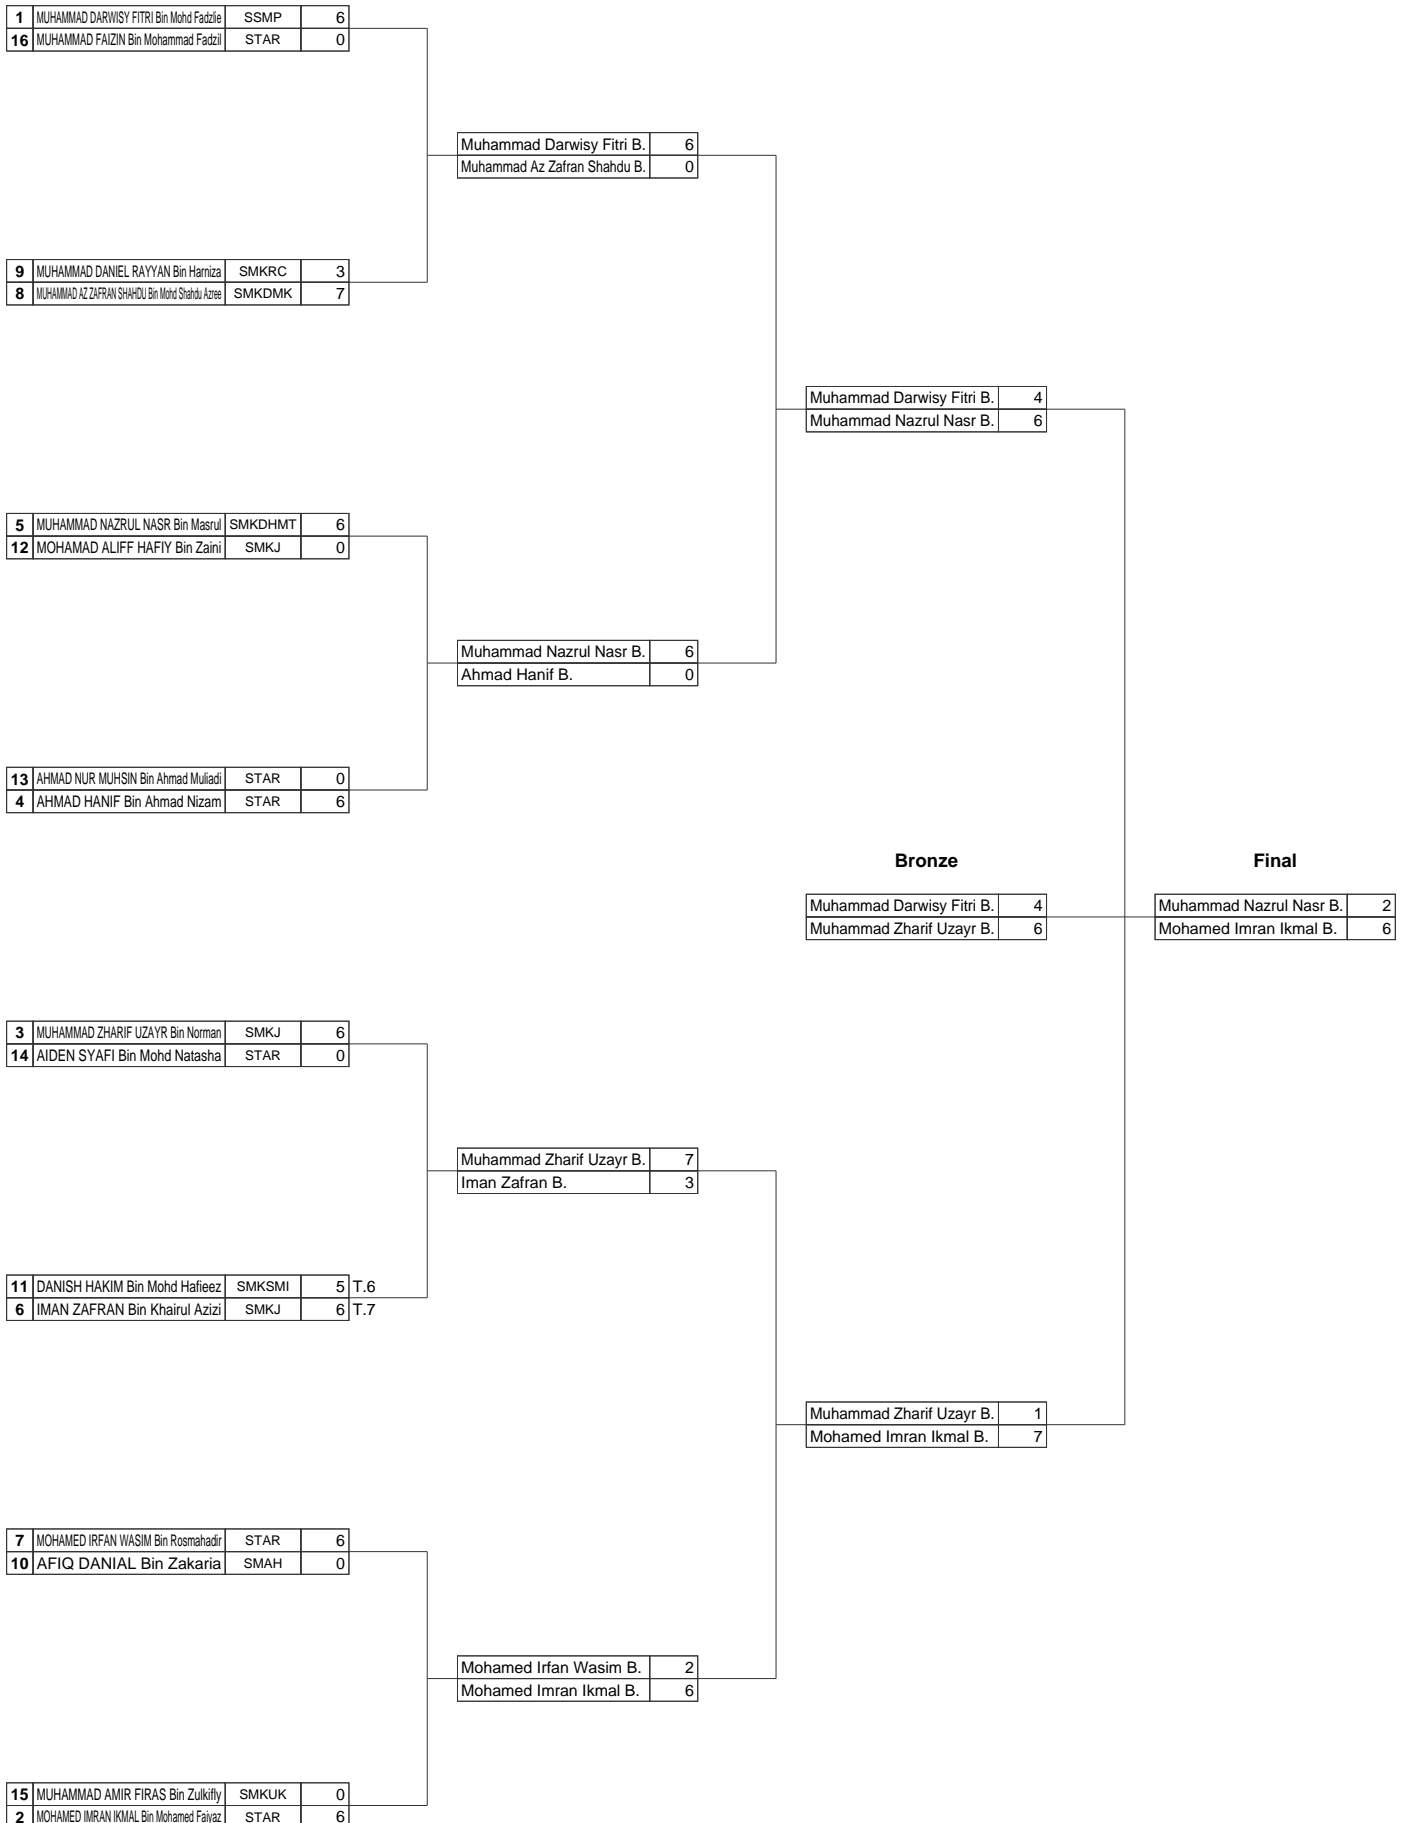 1 MUHAMMAD DARWISY FITRI Bin Mohd Fadzlie SSMP 6
16 MUHAMMAD FAIZIN Bin Mohammad Fadzil STAR 0
Muhammad Darwisy Fitri B. 6
Muhammad Az Zafran Shahdu B. 0
9 MUHAMMAD DANIEL RAYYAN Bin Harniza SMKRC 3
8 MUHAMMAD AZ ZAFRAN SHAHDU Bin Mohd Shahdu Azree SMKDMK 7
Muhammad Darwisy Fitri B. 4
Muhammad Nazrul Nasr B. 6
5 MUHAMMAD NAZRUL NASR Bin Masrul SMKDHMT 6
12 MOHAMAD ALIFF HAFIY Bin Zaini SMKJ 0
Muhammad Nazrul Nasr B. 6
Ahmad Hanif B. 0
13 AHMAD NUR MUHSIN Bin Ahmad Muliadi STAR 0
4 AHMAD HANIF Bin Ahmad Nizam STAR 6
Bronze Final
Muhammad Darwisy Fitri B. 4 Muhammad Nazrul Nasr B. 2
Muhammad Zharif Uzayr B. 6 Mohamed Imran Ikmal B. 6
3 MUHAMMAD ZHARIF UZAYR Bin Norman SMKJ 6
14 AIDEN SYAFI Bin Mohd Natasha STAR 0
Muhammad Zharif Uzayr B. 7
Iman Zafran B. 3
11 DANISH HAKIM Bin Mohd Hafieez SMKSMI 5 T.6
6 IMAN ZAFRAN Bin Khairul Azizi SMKJ 6 T.7
Muhammad Zharif Uzayr B. 1
Mohamed Imran Ikmal B. 7
7 MOHAMED IRFAN WASIM Bin Rosmahadir STAR 6
10 AFIQ DANIAL Bin Zakaria SMAH 0
Mohamed Irfan Wasim B. 2
Mohamed Imran Ikmal B. 6
15 MUHAMMAD AMIR FIRAS Bin Zulkifly SMKUK 0
2 MOHAMED IMRAN IKMAL Bin Mohamed Faiyaz STAR 6